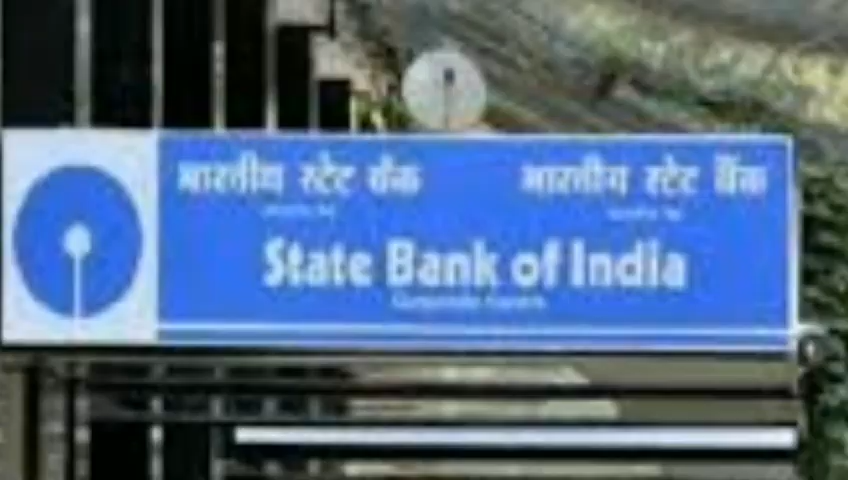 भारतीय स्टेट बैंक भारतीय स्टेट बैंक
State Bank of India